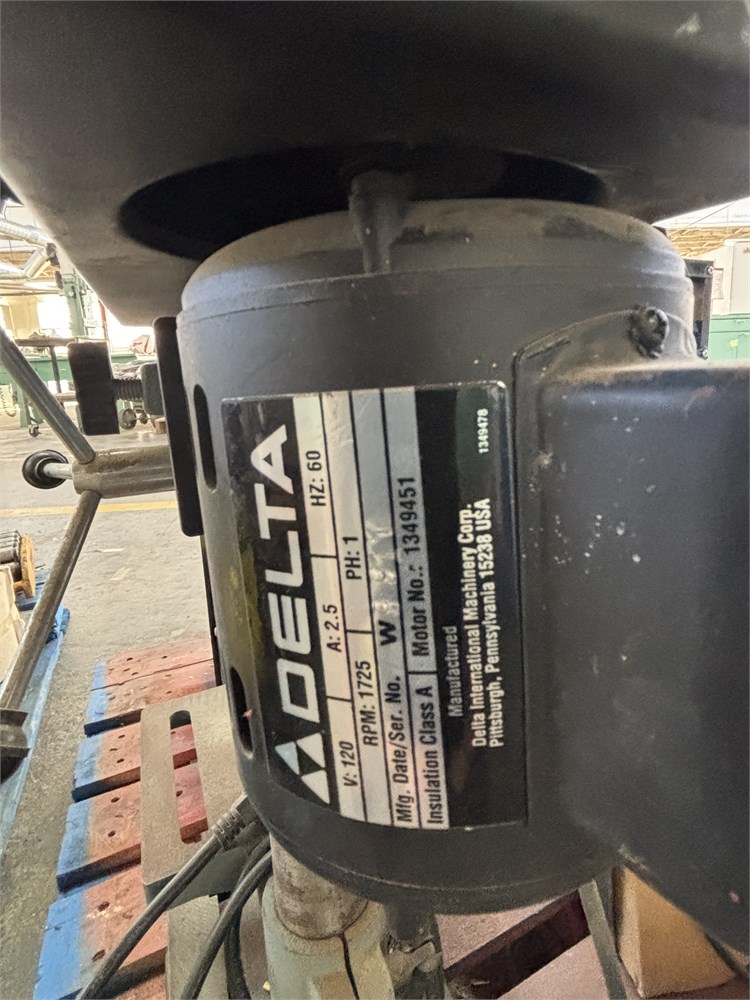 DELTA
V: 120 A: 2.5 HZ: 60
RPM: 1725 PH: 1
Mfg. Date/Ser. No. W
Insulation Class A Motor No.: 1349451
Manufactured
Delta International Machinery Corp.
Pittsburgh, Pennsylvania 15238 USA
1349478